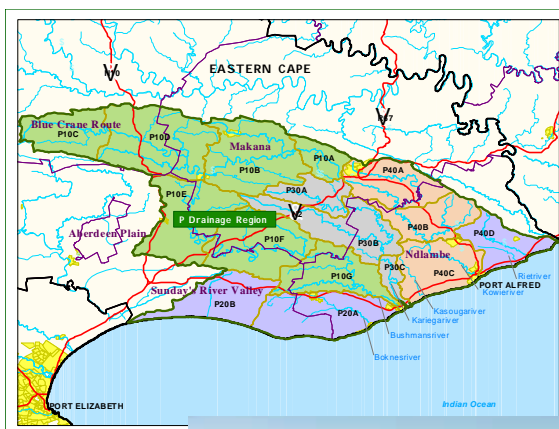 R10
EASTERN CAPE
R67
Blue Crane Route
P10C
P10D
Makana
P10B
P10A
P40A
P10E
P30A
P Drainage Region
N2
Aberdeen Plain
P10F
P30B
P40B
P40D
Ndlambe
P10G
P30C
P40C
Rietriver
PORT ALFRED
Sunday's River Valley
P20B
P20A
Kowieriver
Kasougariver
Kariegariver
Bushmansriver
Boknesriver
PORT ELIZABETH
Indian Ocean